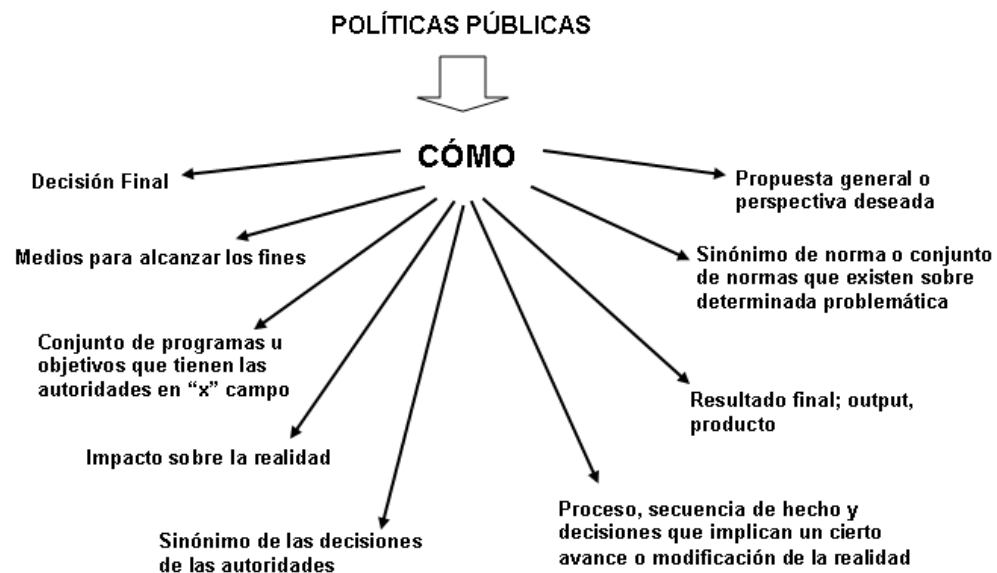 POLÍTICAS PÚBLICAS
CÓMO
Decisión Final
Medios para alcanzar los fines
Conjunto de programas u
objetivos que tienen las
autoridades en “x” campo
Impacto sobre la realidad
Sinónimo de las decisiones
de las autoridades
Proceso, secuencia de hecho y
decisiones que implican un cierto
avance o modificación de la realidad
Resultado final; output,
producto
Sinónimo de norma o conjunto
de normas que existen sobre
determinada problemática
Propuesta general o
perspectiva deseada